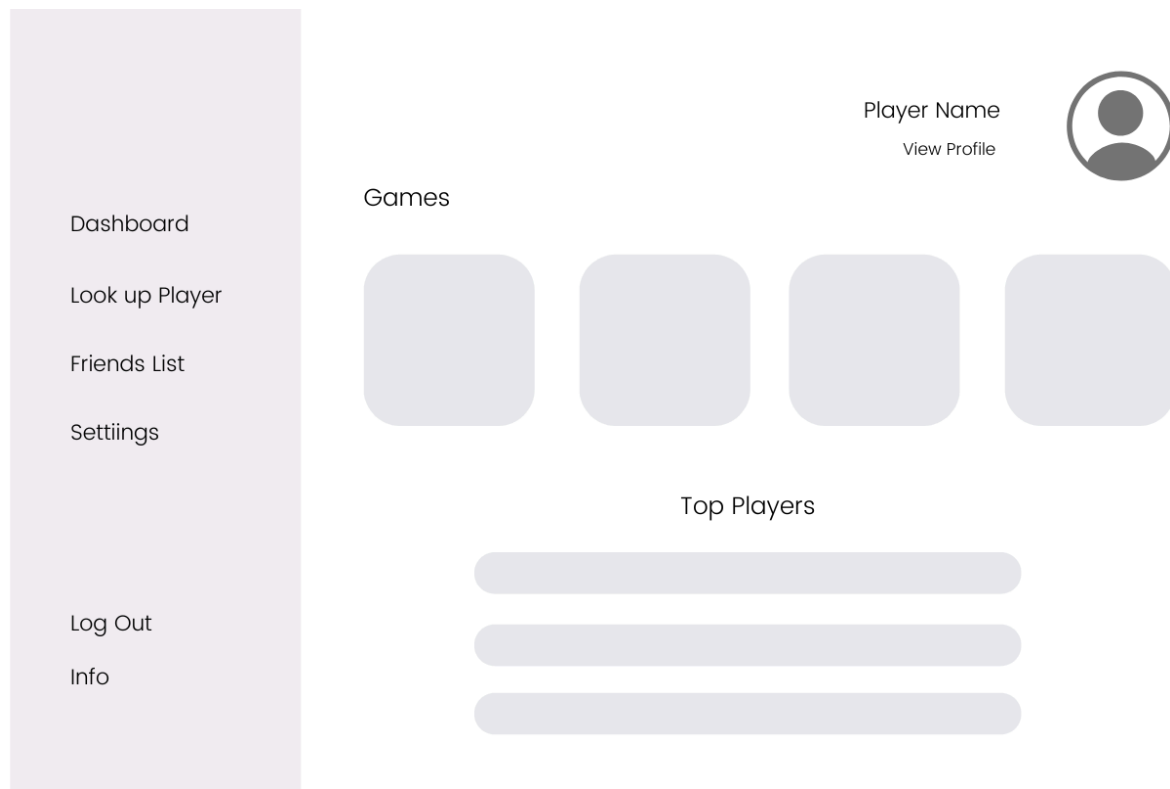 Player Name
View Profile
Games
Dashboard
Look up Player
Friends List
Settiings
Top Players
Log Out
Info